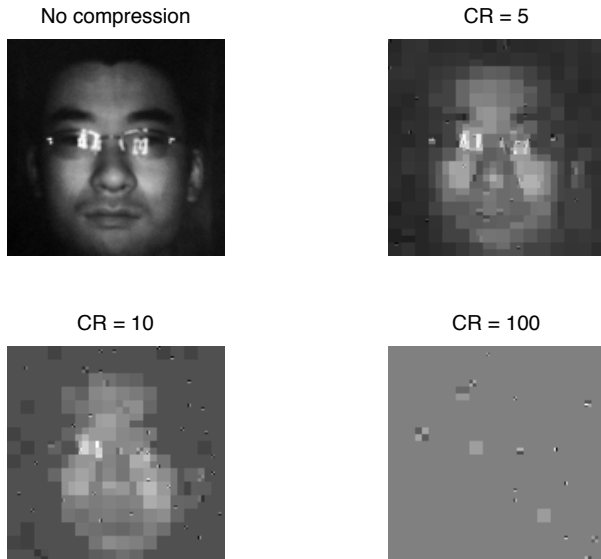 No compression
CR = 5
CR = 10
CR = 100